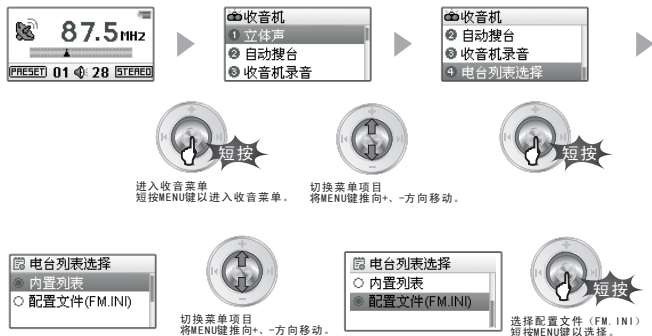 87.5MHz
PRESET 01 28 STEREO
收音机
1 立体声
2 自动搜台
3 收音机录音
收音机
2 自动搜台
3 收音机录音
4 电台列表选择
短按
短按
进入收音菜单
短按MENU键以进入收音菜单。
切换菜单项目
将MENU键推向+、-方向移动。
电台列表选择
内置列表
配置文件(FM.INI)
电台列表选择
内置列表
配置文件(FM.INI)
短按
切换菜单项目
将MENU键推向+、-方向移动。
选择配置文件（FM.INI）
短按MENU键以选择。